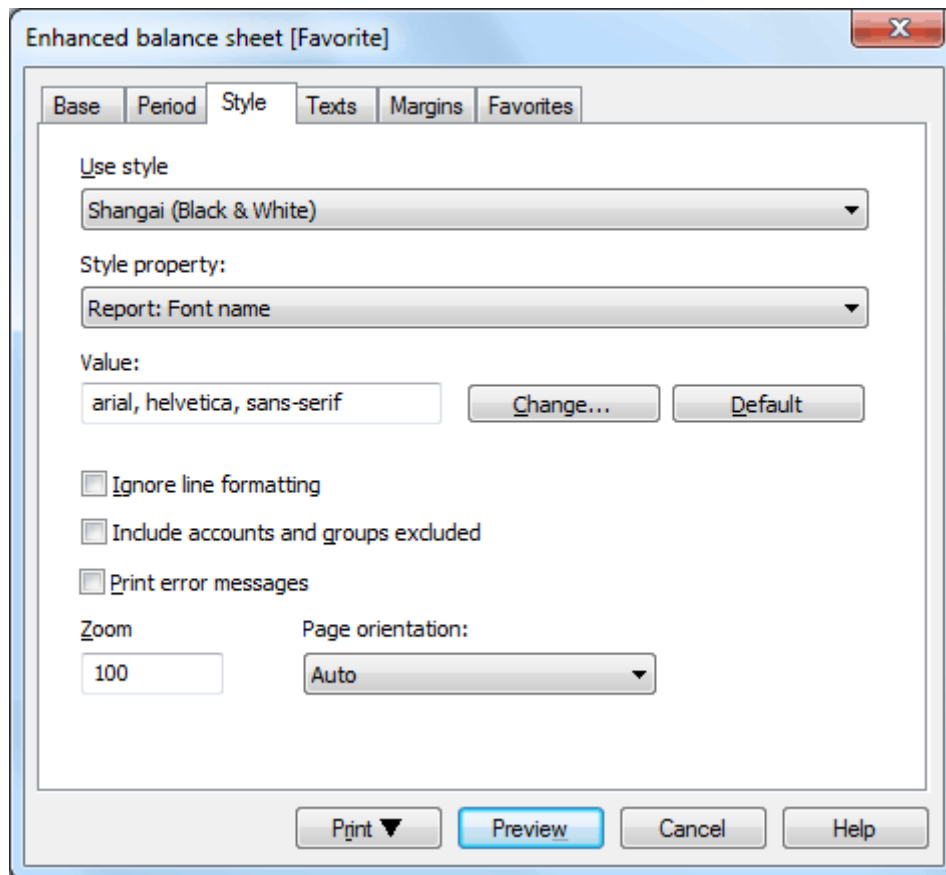 Enhanced balance sheet [Favorite]
Base Period Style Texts Margins Favorites
Use style
Shangai (Black & White)
Style property:
Report: Font name
Value:
arial, helvetica, sans-serif Change... Default
Ignore line formatting
Include accounts and groups excluded
Print error messages
Zoom Page orientation:
100 Auto
Print Preview Cancel Help